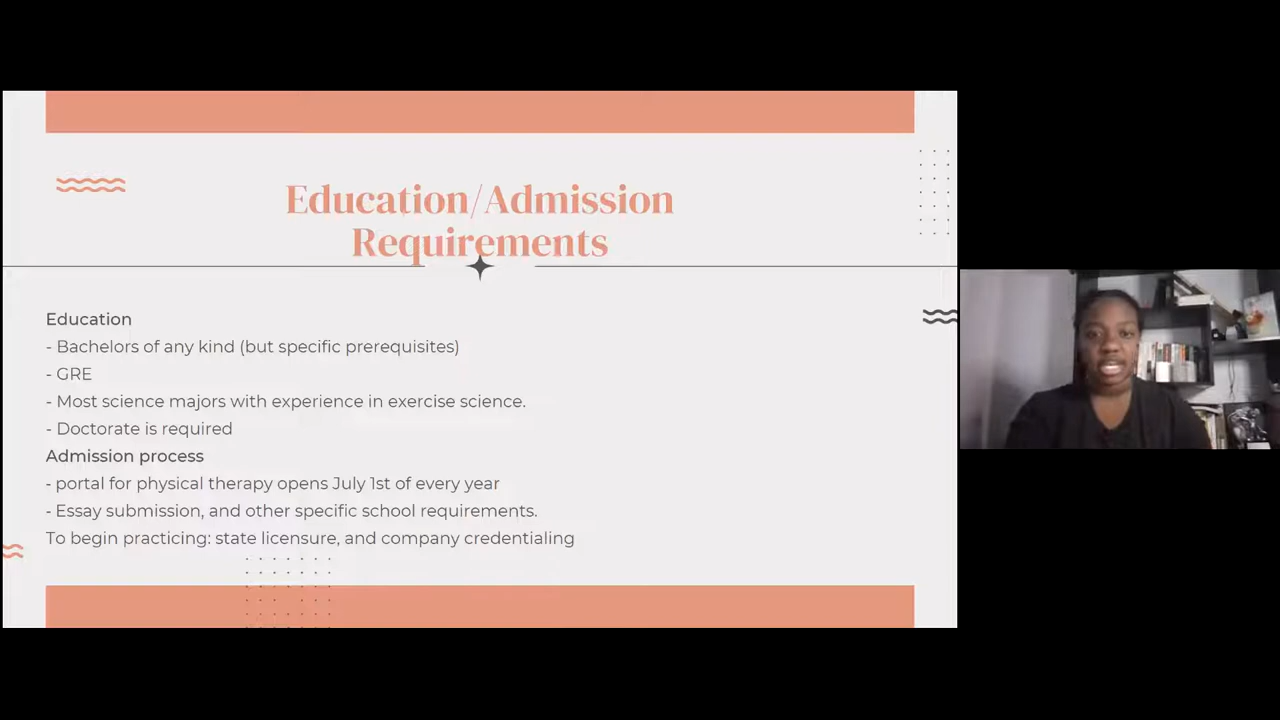 Education/Admission
Requirements
Education
- Bachelors of any kind (but specific prerequisites)
- GRE
- Most science majors with experience in exercise science.
- Doctorate is required
Admission process
- portal for physical therapy opens July 1st of every year
- Essay submission, and other specific school requirements.
To begin practicing: state licensure, and company credentialing